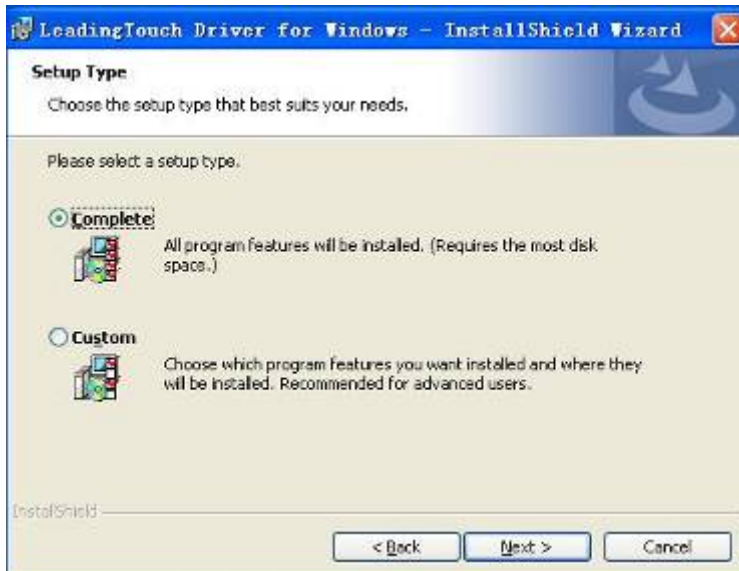 LeadingTouch Driver for Windows - InstallShield Wizard
Setup Type
Choose the setup type that best suits your needs.
Please select a setup type.
Complete
All program features will be installed. (Requires the most disk
space.)
Custom
Choose which program features you want installed and where they
will be installed. Recommended for advanced users.
InstallShield
< Back
Next >
Cancel